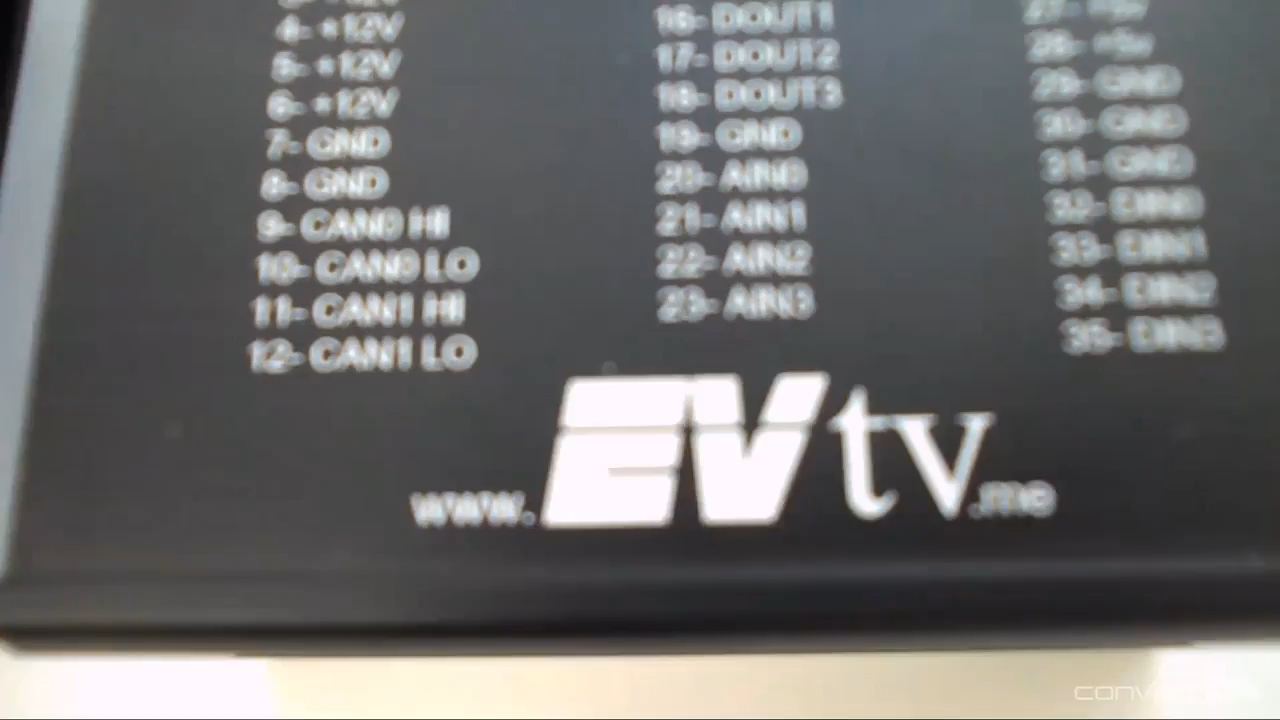 4- +12V
5- +12V
6- +12V
7- GND
8- GND
9- CAN0 HI
10- CAN0 LO
11- CAN1 HI
12- CAN1 LO
16- DOUT1
17- DOUT2
18- DOUT3
19- GND
20- AIN0
21- AIN1
22- AIN2
23- AIN3
28- +5v
29- GND
30- GND
31- GND
32- DIN0
33- DIN1
34- DIN2
35- DIN3
www.EVtv.me